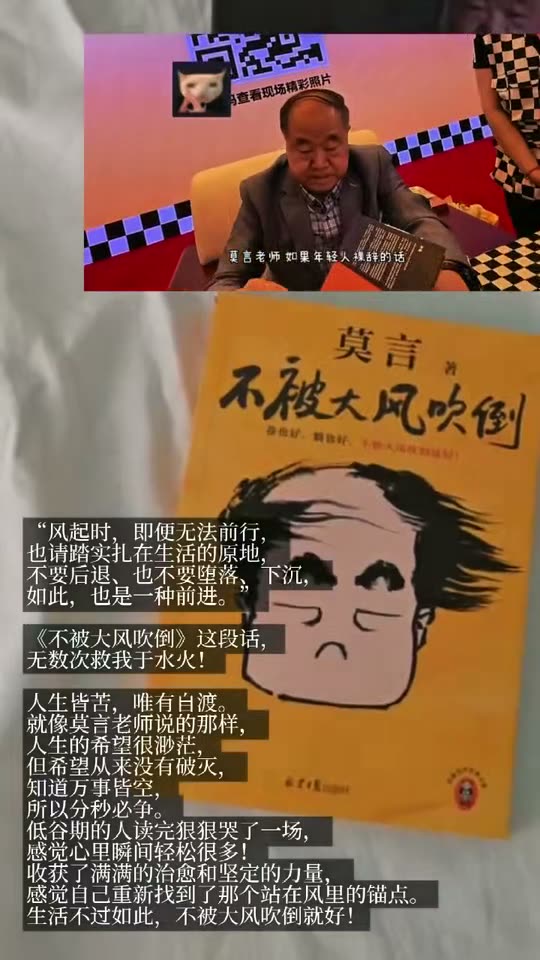 码查看现场精彩照片
莫言老师 如果年轻人裸辞的话
莫言 著
不被大风吹倒
“风起时，即便无法前行，
也请踏实扎在生活的原地，
不要后退、也不要堕落、下沉，
如此，也是一种前进。”
《不被大风吹倒》这段话，
无数次救我于水火！
人生皆苦，唯有自渡。
就像莫言老师说的那样，
人生的希望很渺茫，
但希望从来没有破灭，
知道万事皆空，
所以分秒必争。
低谷期的人读完狠狠哭了一场，
感觉心里瞬间轻松很多！
收获了满满的治愈和坚定的力量，
感觉自己重新找到了那个站在风里的锚点。
生活不过如此，不被大风吹倒就好！